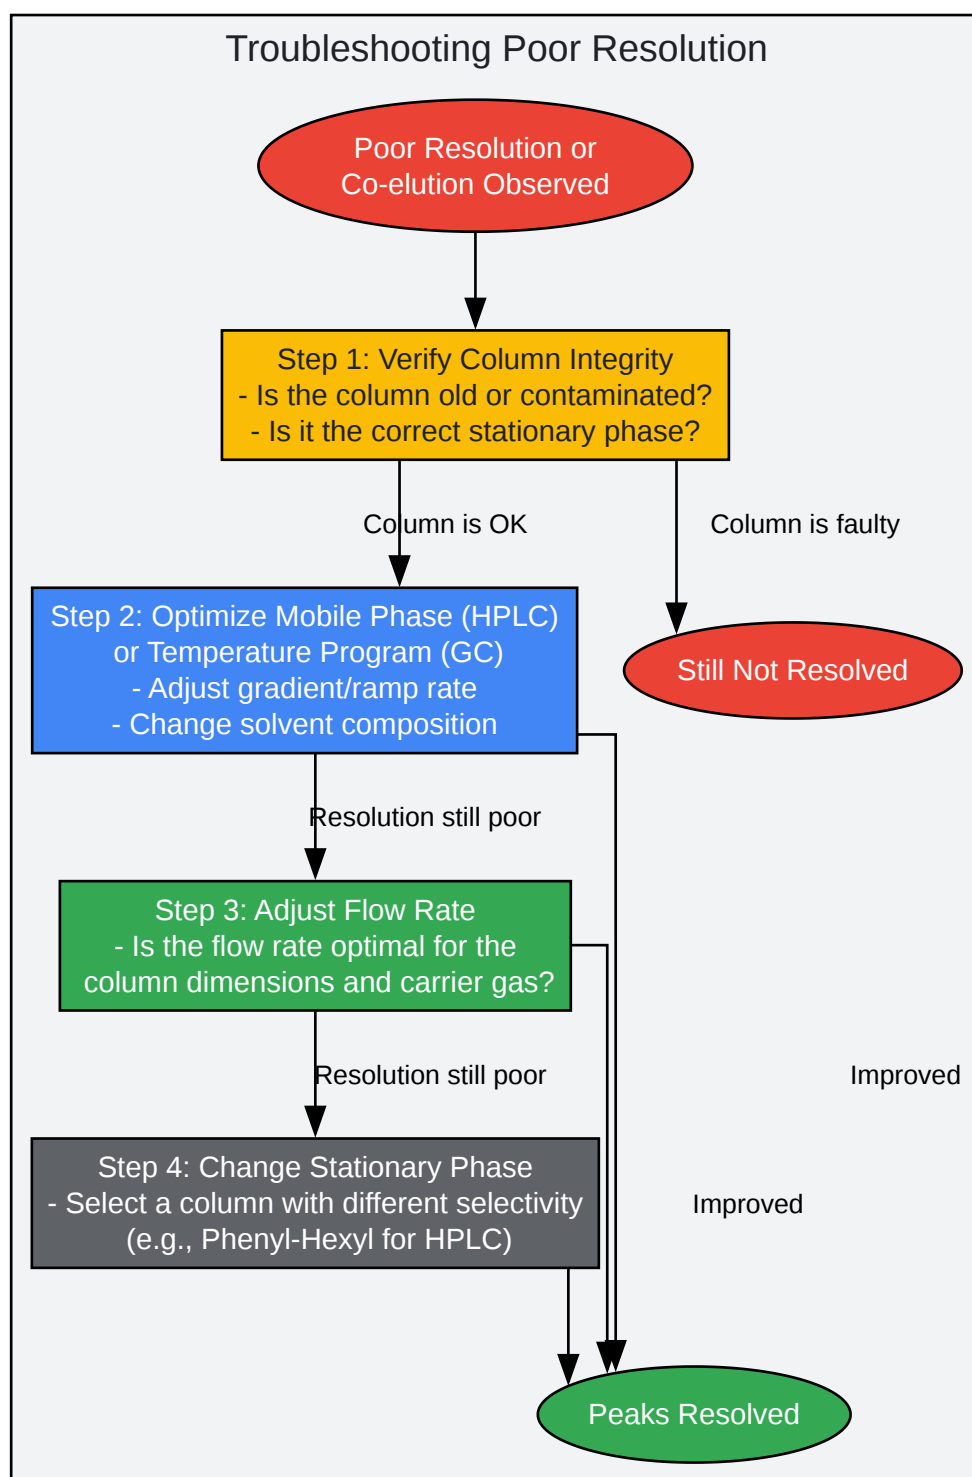 Troubleshooting Poor Resolution
Poor Resolution or
Co-elution Observed
Step 1: Verify Column Integrity
- Is the column old or contaminated?
- Is it the correct stationary phase?
Column is OK
Column is faulty
Step 2: Optimize Mobile Phase (HPLC)
or Temperature Program (GC)
- Adjust gradient/ramp rate
- Change solvent composition
Still Not Resolved
Resolution still poor
Step 3: Adjust Flow Rate
- Is the flow rate optimal for the
column dimensions and carrier gas?
Resolution still poor
Improved
Step 4: Change Stationary Phase
- Select a column with different selectivity
(e.g., Phenyl-Hexyl for HPLC)
Improved
Peaks Resolved